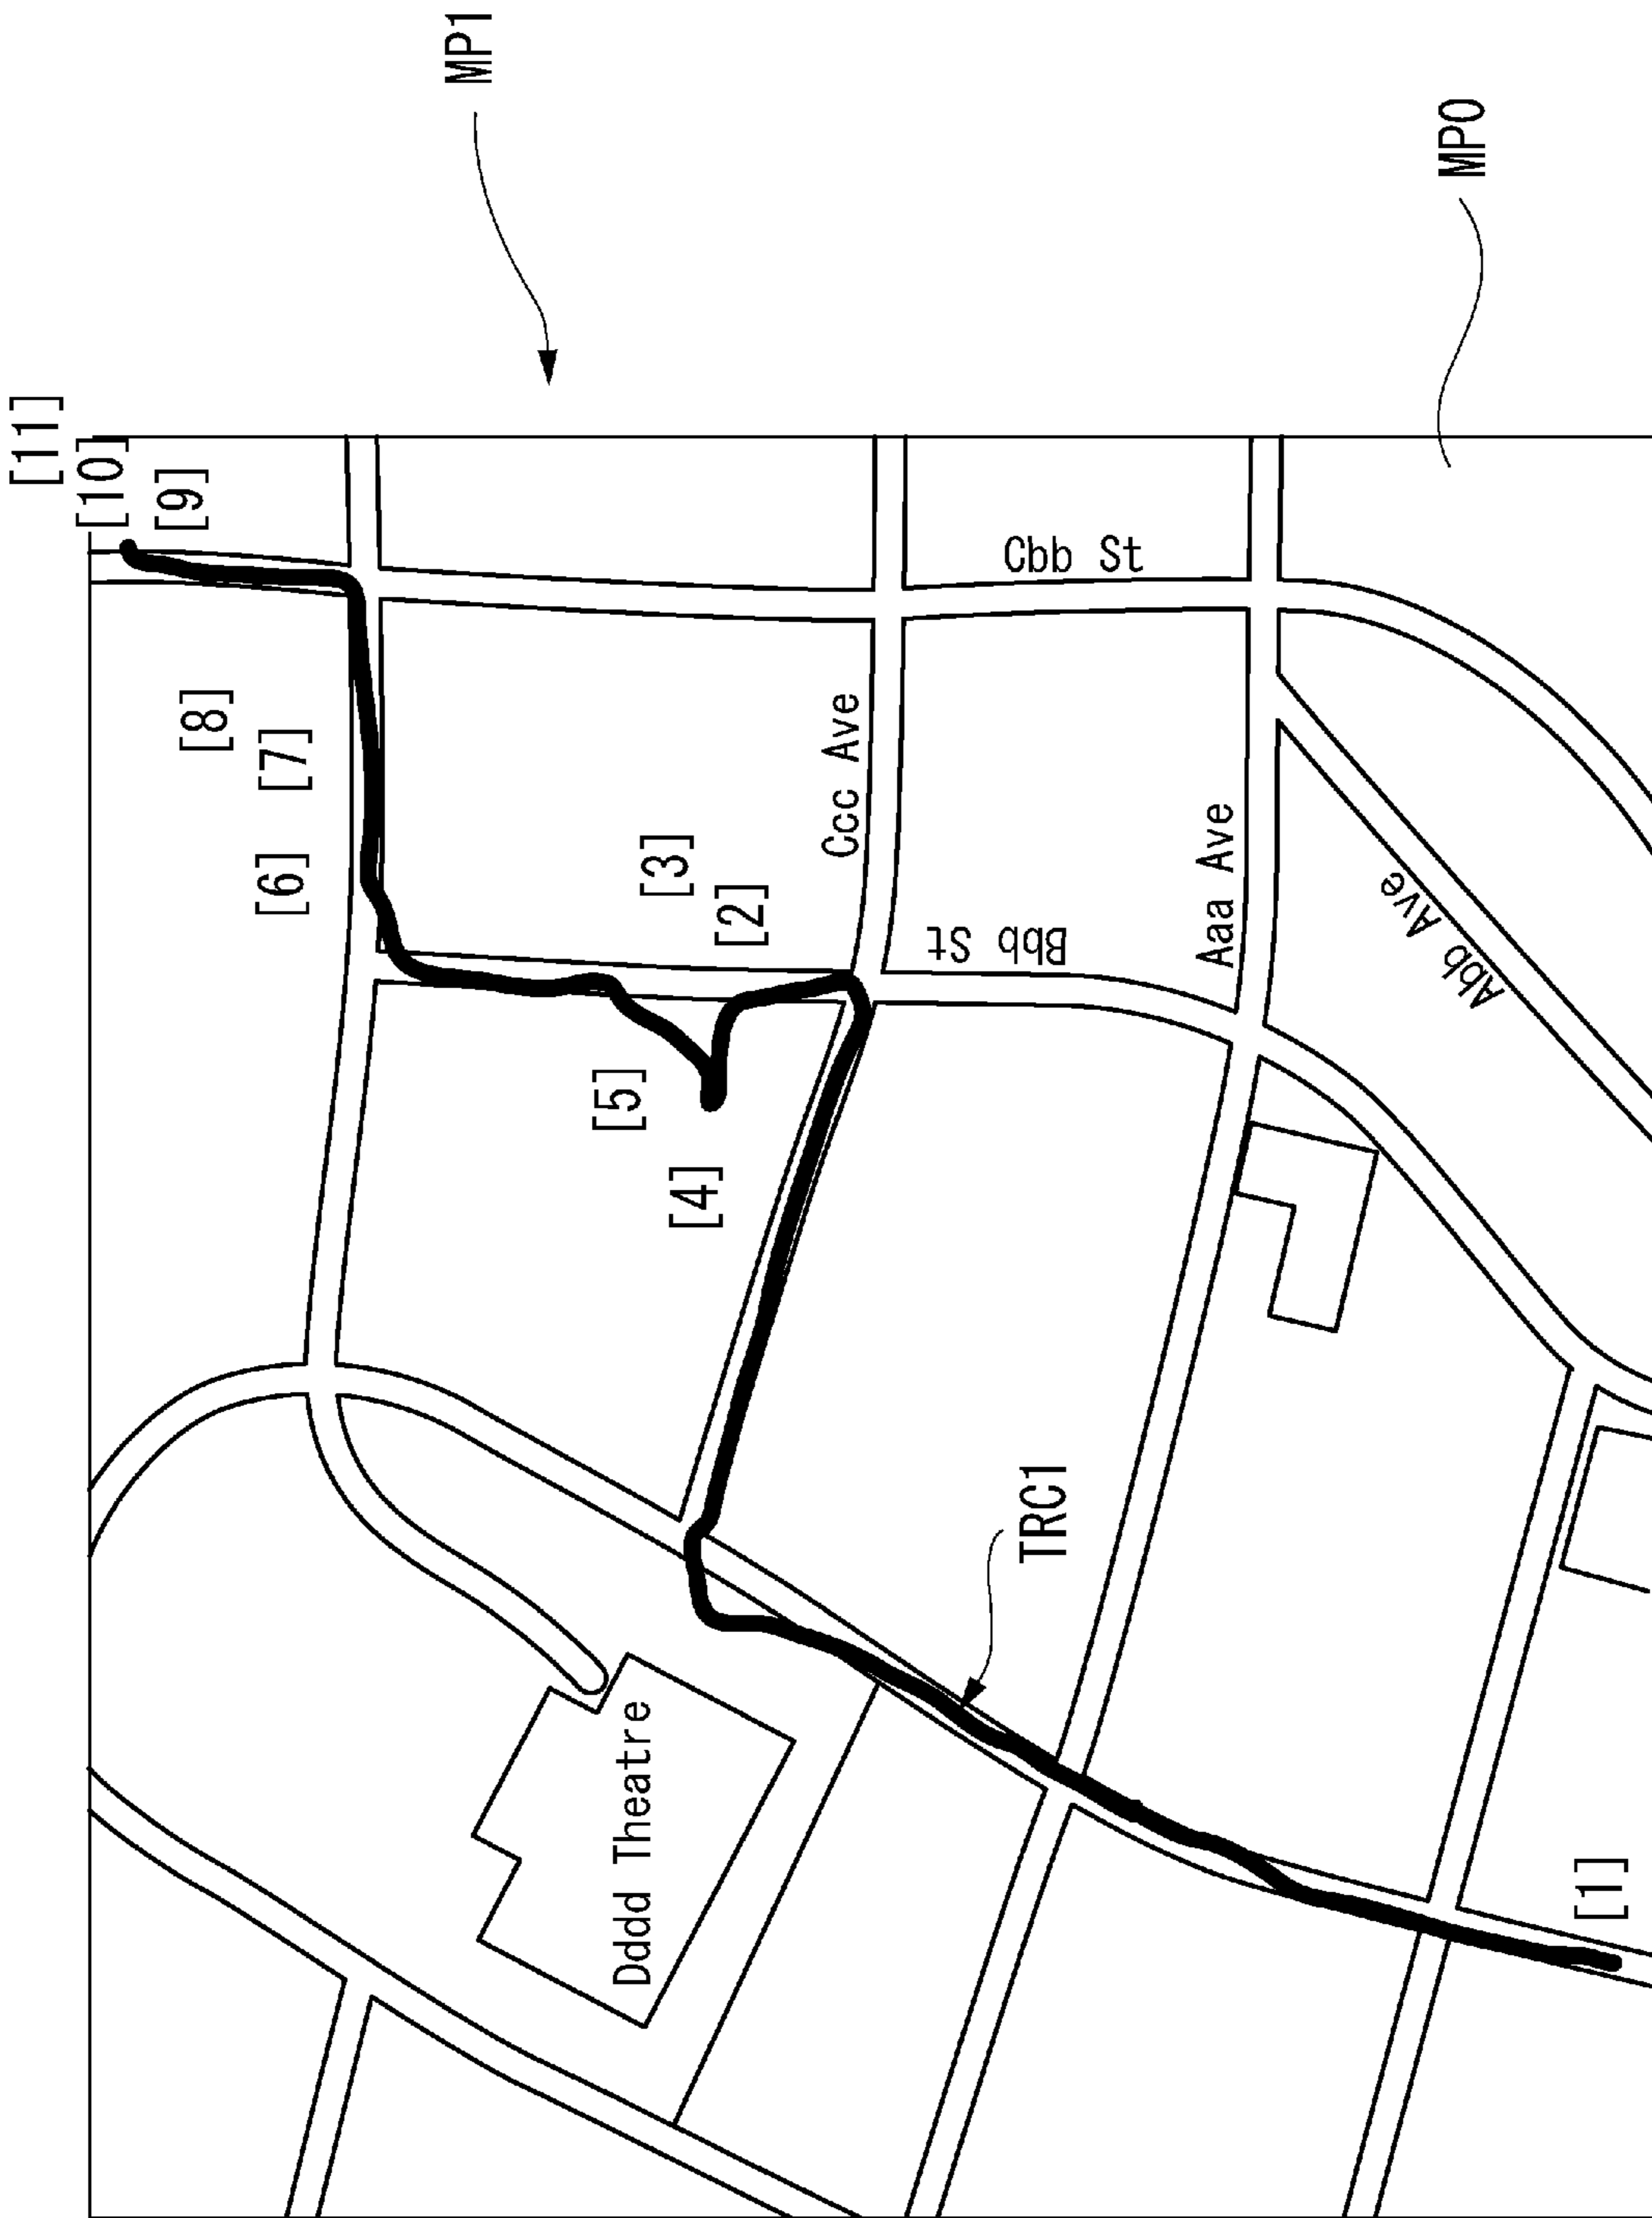 [11]
[10]
[9]
[8]
[6]
[7]
MP1
[5]
Dddd Theatre
[3]
[4]
[2]
Ccc Ave
Bbb St
TRC1
Cbb St
Aaa Ave
Abb Ave
MP0
[1]